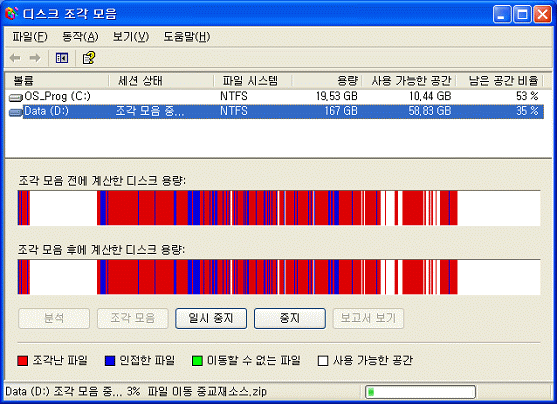 디스크 조각 모음
파일(F) 동작(A) 보기(V) 도움말(H)
볼륨 세션 상태 파일 시스템 용량 사용 가능한 공간 남은 공간 비율
OS_Prog (C:) NTFS 19,53 GB 10,44 GB 53 %
Data (D:) 조각 모음 중... NTFS 167 GB 58,83 GB 35 %
조각 모음 전에 계산한 디스크 용량:
조각 모음 후에 계산한 디스크 용량:
분석 조각 모음 일시 중지 중지 보고서 보기
조각난 파일 인접한 파일 이동할 수 없는 파일 사용 가능한 공간
Data (D:) 조각 모음 중... 3% 파일 이동 중교재소스.zip